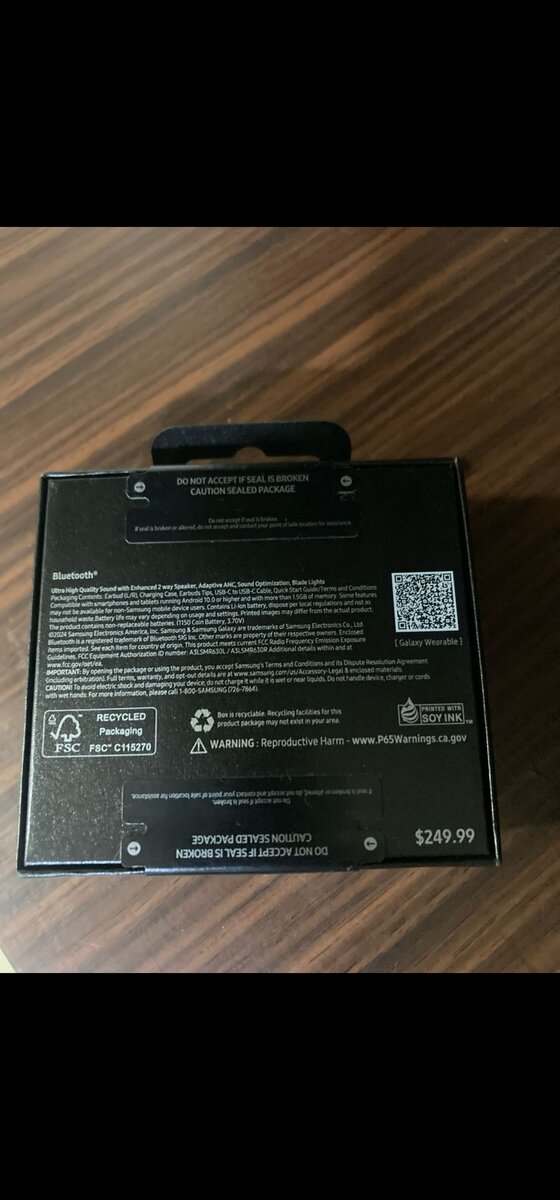 DO NOT ACCEPT IF SEAL IS BROKEN
CAUTION SEALED PACKAGE
Do not accept if seal is broken.
If seal is broken or altered, do not accept and contact your point of sale location for assistance.
Bluetooth®
Ultra High Quality Sound with Enhanced 2 way Speaker, Adaptive ANC, Sound Optimization, Blade Lights
Packaging Contents: Earbud (L/R), Charging Case, Earbuds Tips, USB-C to USB-C Cable, Quick Start Guide/Terms and Conditions
Compatible with smartphones and tablets running Android 10.0 or higher and with more than 1.5GB of memory. Some features
may not be available for non-Samsung mobile device users. Contains Li-Ion battery, dispose per local regulations and not as
household waste. Battery life may vary depending on usage and settings. Printed images may differ from the actual product.
The product contains non-replaceable batteries. (1150 Coin Battery, 3.70V)
©2024 Samsung Electronics America, Inc. Samsung & Samsung Galaxy are trademarks of Samsung Electronics Co., Ltd.
Bluetooth is a registered trademark of Bluetooth SIG Inc. Other marks are property of their respective owners. Enclosed
items imported. See each item for country of origin. This product meets current FCC Radio Frequency Emission Exposure
Guidelines. FCC Equipment Authorization ID number: A3LSMR630L / A3LSMR630R Additional details within and at
www.fcc.gov/oet/ea.
IMPORTANT: By opening the package or using the product, you accept Samsung's Terms and Conditions and its Dispute Resolution Agreement
(including arbitration). Full terms, warranty, and opt-out details are at www.samsung.com/us/Accessory-Legal & enclosed materials.
CAUTION! To avoid electric shock and damaging your device, do not charge it while it is wet or near liquids. Do not handle device, charger or cords
with wet hands. For more information, please call 1-800-SAMSUNG (726-7864).
[ Galaxy Wearable ]
FSC
RECYCLED
Packaging
FSC™ C115270
Box is recyclable. Recycling facilities for this
product package may not exist in your area.
PRINTED WITH
SOY INK™
WARNING : Reproductive Harm - www.P65Warnings.ca.gov
DO NOT ACCEPT IF SEAL IS BROKEN
CAUTION SEALED PACKAGE
Do not accept if seal is broken.
If seal is broken or altered, do not accept and contact your point of sale location for assistance.
$249.99